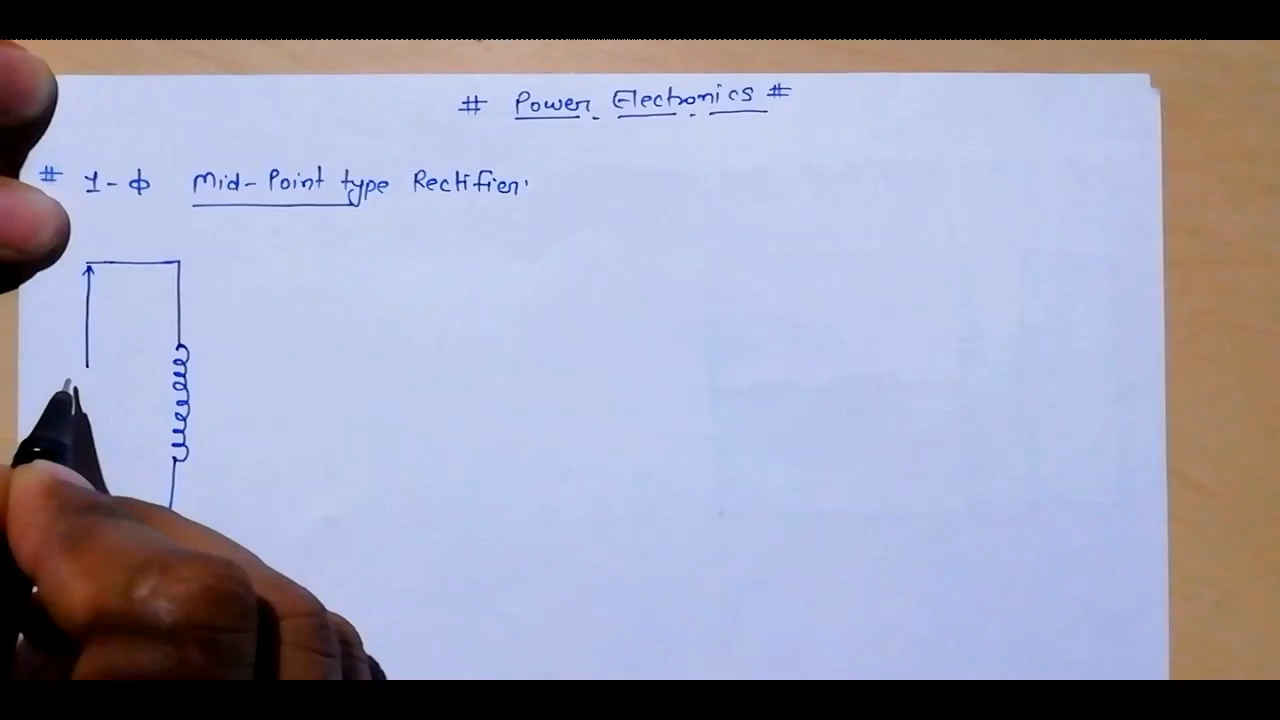 # Power Electronics #
# 1-ϕ Mid-Point type Rectifier.